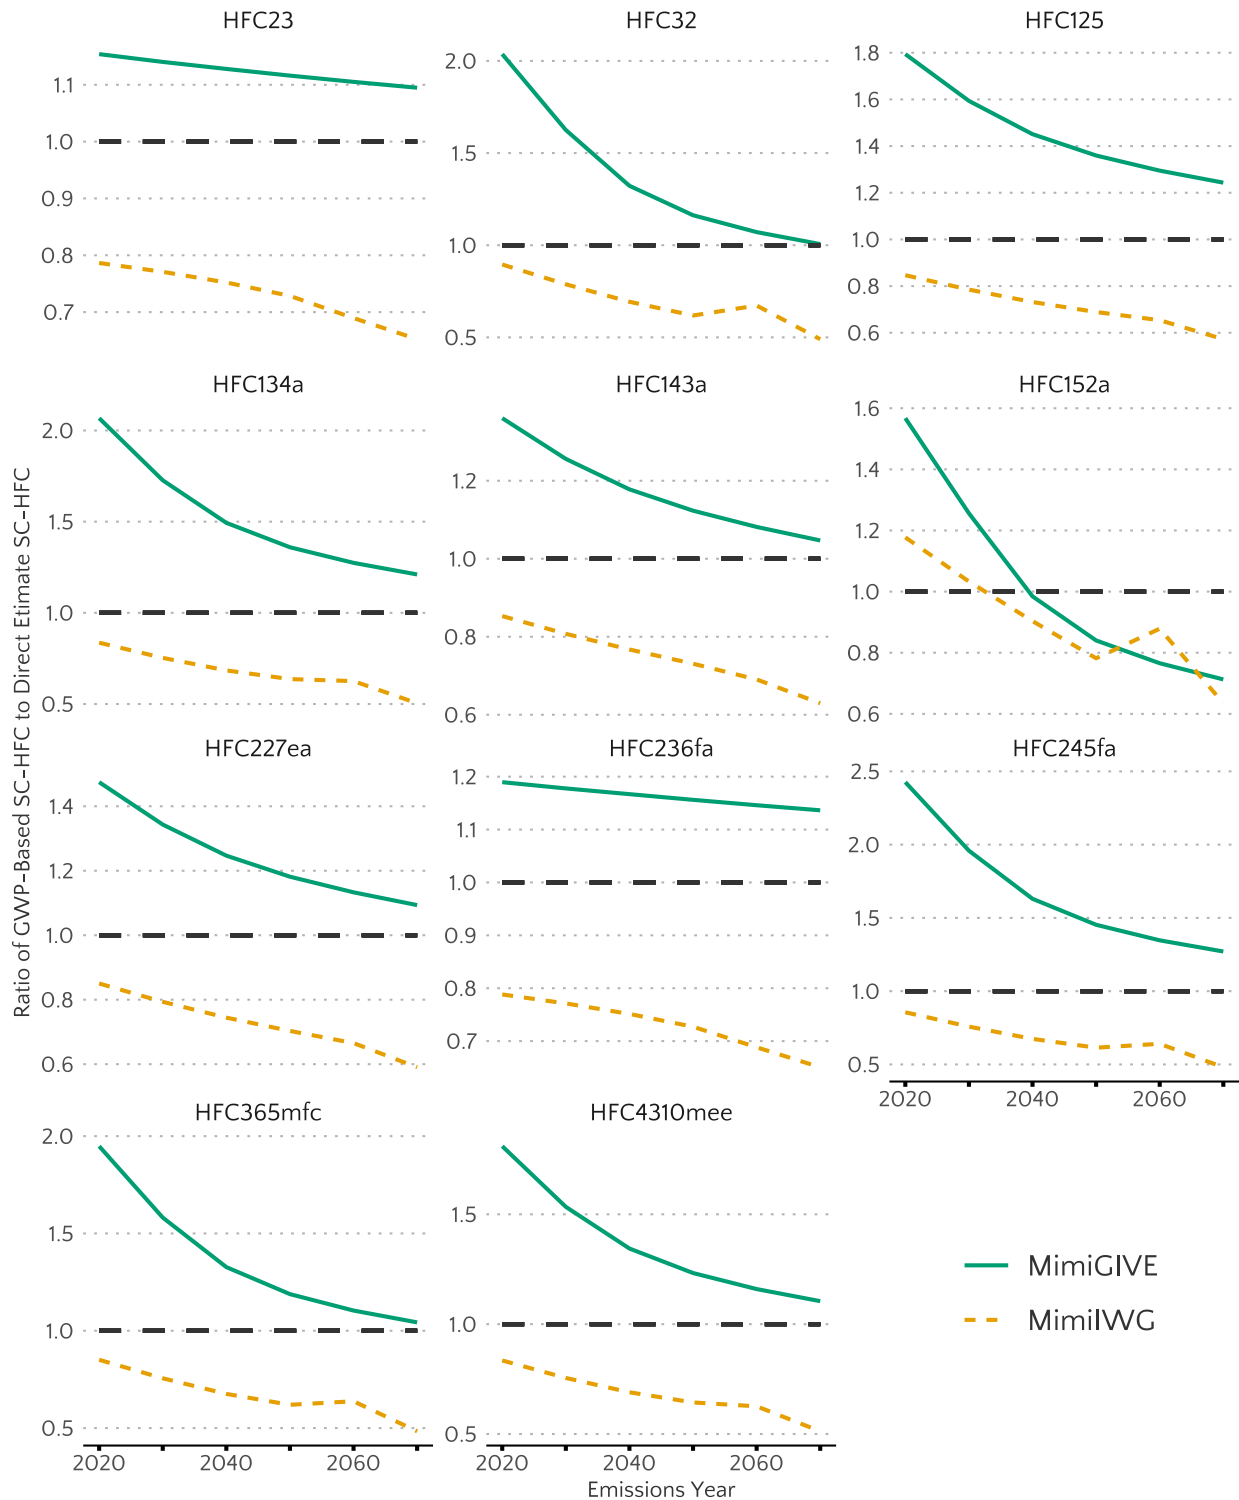 HFC23
HFC32
HFC125
1.1
1.0
0.9
0.8
0.7
2.0
1.5
1.0
0.5
1.8
1.6
1.4
1.2
1.0
0.8
0.6
HFC134a
HFC143a
HFC152a
2.0
1.5
1.0
0.5
1.2
1.0
0.8
0.6
1.6
1.4
1.2
1.0
0.8
0.6
Ratio of GWP-Based SC-HFC to Direct Etimate SC-HFC
HFC227ea
HFC236fa
HFC245fa
1.4
1.2
1.0
0.8
0.6
1.2
1.1
1.0
0.9
0.8
0.7
2.5
2.0
1.5
1.0
0.5
2020 2040 2060
HFC365mfc
HFC4310mee
2.0
1.5
1.0
0.5
1.5
1.0
0.5
MimiGIVE
MimiIWG
2020 2040 2060
2020 2040 2060
Emissions Year